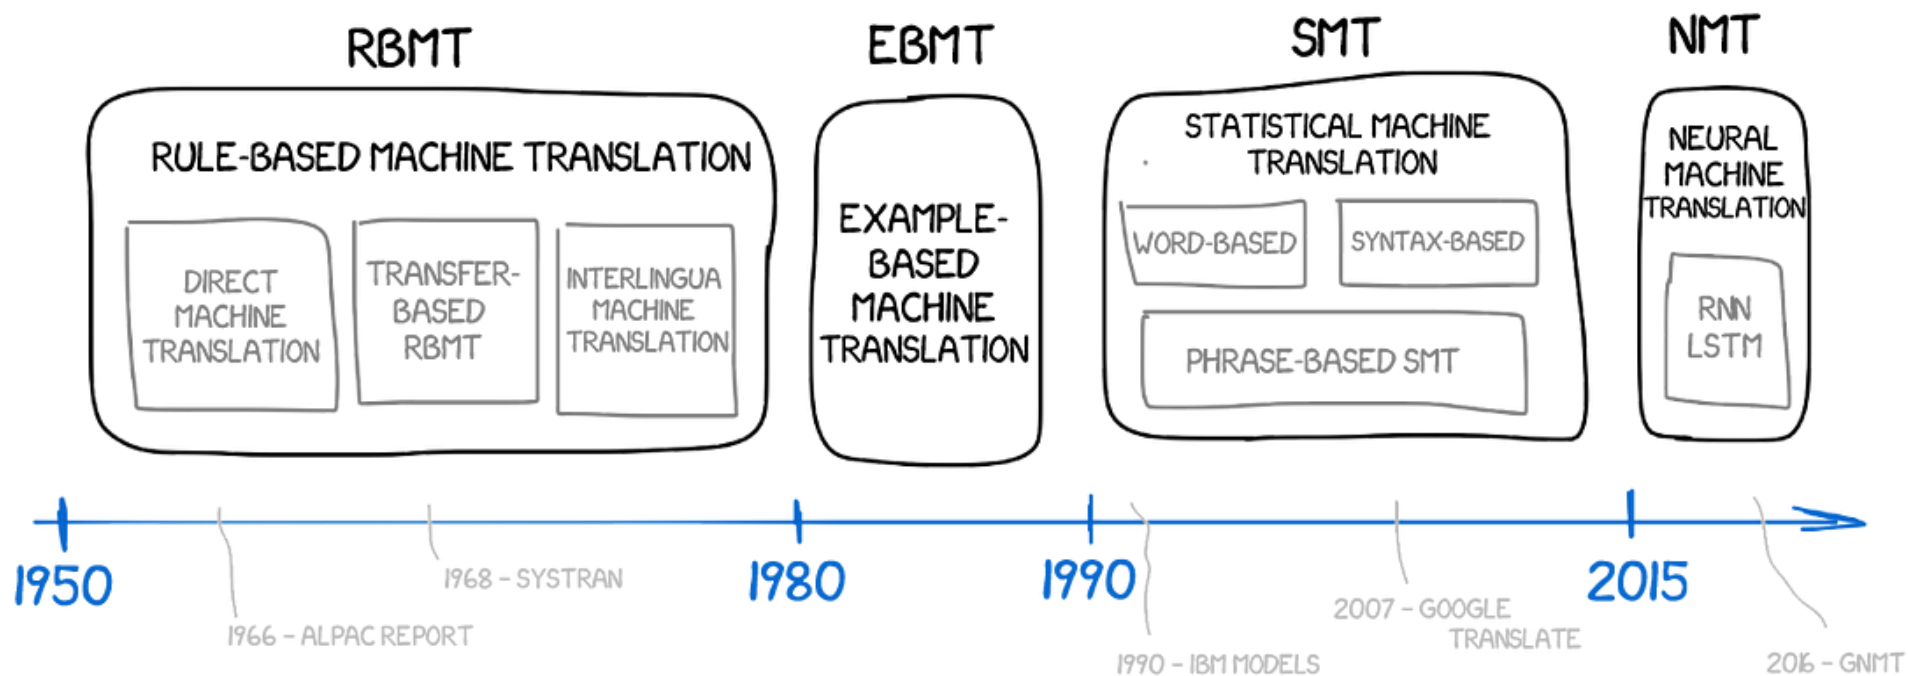 RBMT
EBMT
SMT
NMT
RULE-BASED MACHINE TRANSLATION
DIRECT
MACHINE
TRANSLATION
TRANSFER-
BASED
RBMT
INTERLINGUA
MACHINE
TRANSLATION
EXAMPLE-
BASED
MACHINE
TRANSLATION
STATISTICAL MACHINE
TRANSLATION
WORD-BASED
SYNTAX-BASED
PHRASE-BASED SMT
NEURAL
MACHINE
TRANSLATION
RNN
LSTM
1950
1980
1990
2015
1966 - ALPAC REPORT
1968 - SYSTRAN
1990 - IBM MODELS
2007 - GOOGLE
TRANSLATE
2016 - GNMT